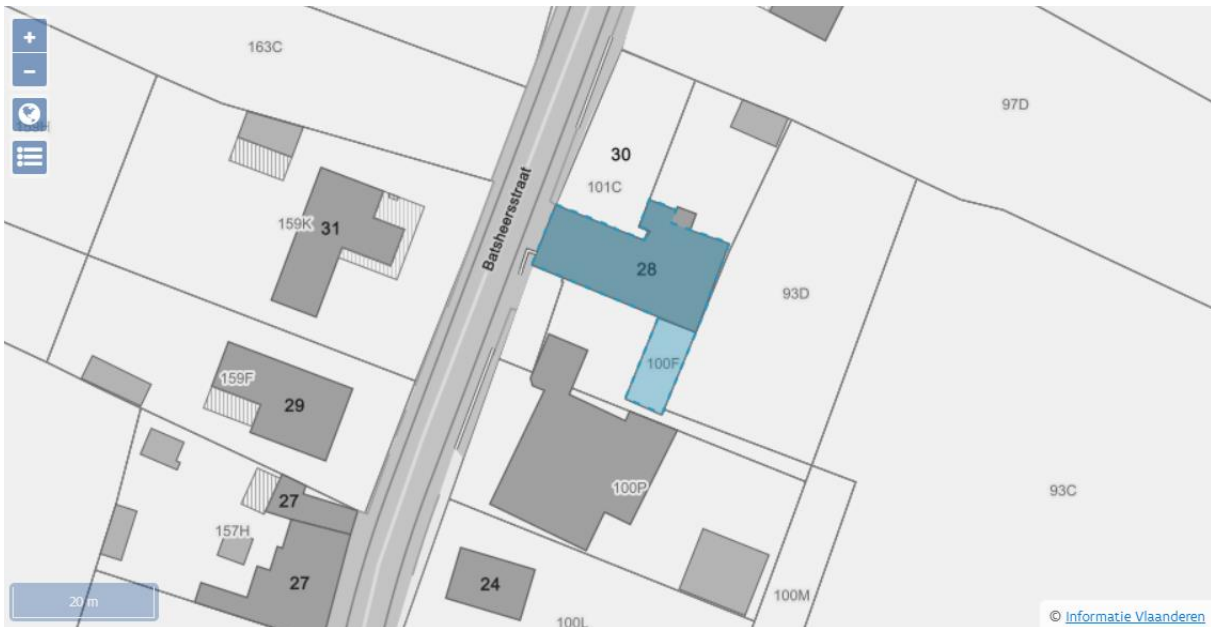 +
163C
97D
−
159H
30
101C
Batsheersstraat
159K
31
28
93D
100F
159F
29
100P
93C
27
157H
27
24
20 m
100M
100L
© Informatie Vlaanderen